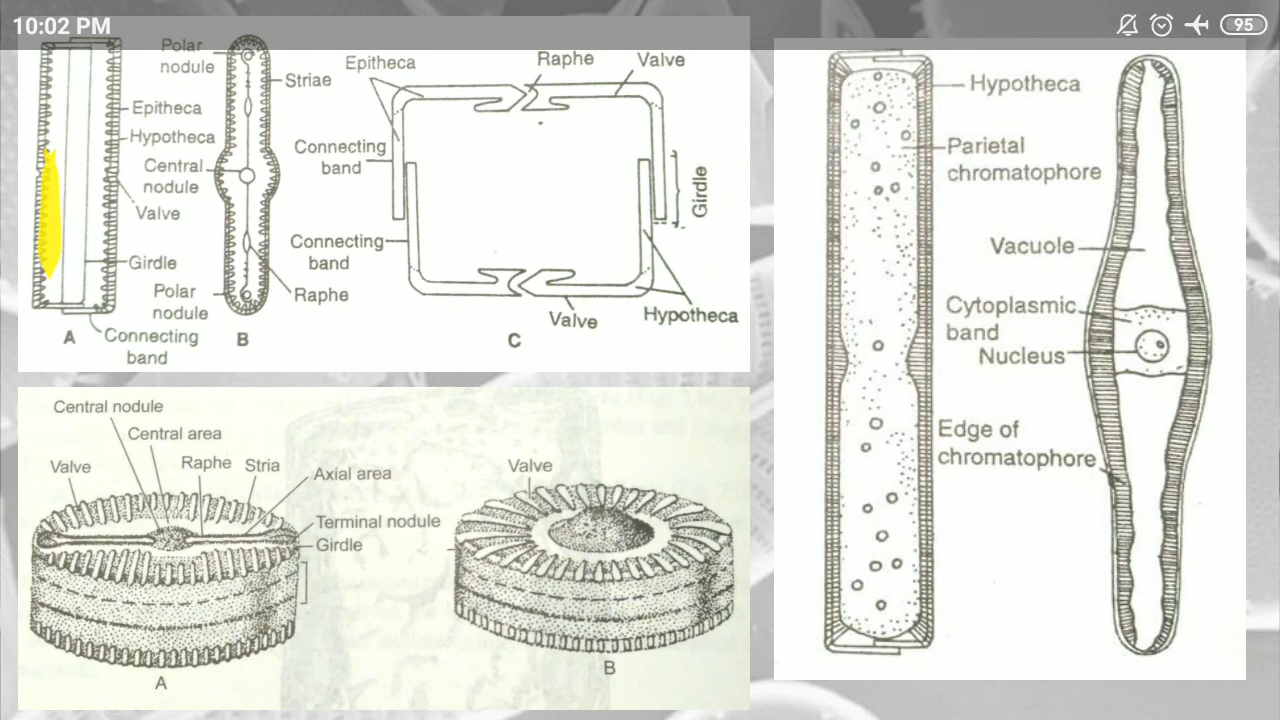 10:02 PM
95
Polar
nodule
Striae
Epitheca
Hypotheca
Central
nodule
Valve
Girdle
Polar
nodule
Raphe
Connecting
band
A
B
Epitheca
Raphe
Valve
Connecting
band
Girdle
Connecting
band
Valve
Hypotheca
C
Central nodule
Central area
Valve
Raphe
Stria
Axial area
Terminal nodule
Girdle
A
Valve
B
Hypotheca
Parietal
chromatophore
Vacuole
Cytoplasmic
band
Nucleus
Edge of
chromatophore